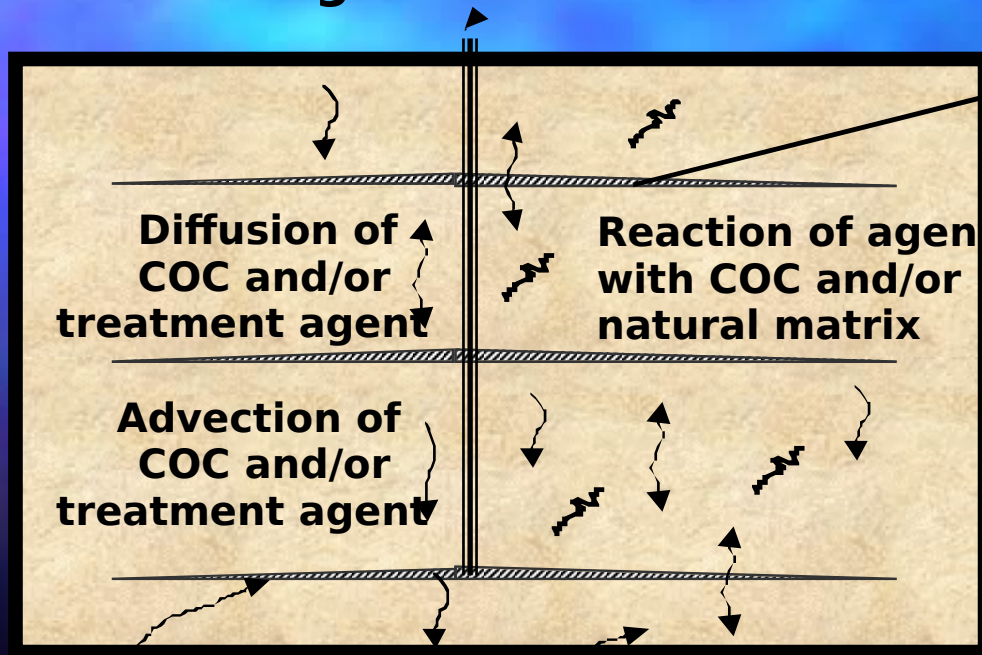 Diffusion of
COC and/or
treatment agent
Reaction of agen
with COC and/or
natural matrix
Advection of
COC and/or
treatment agent